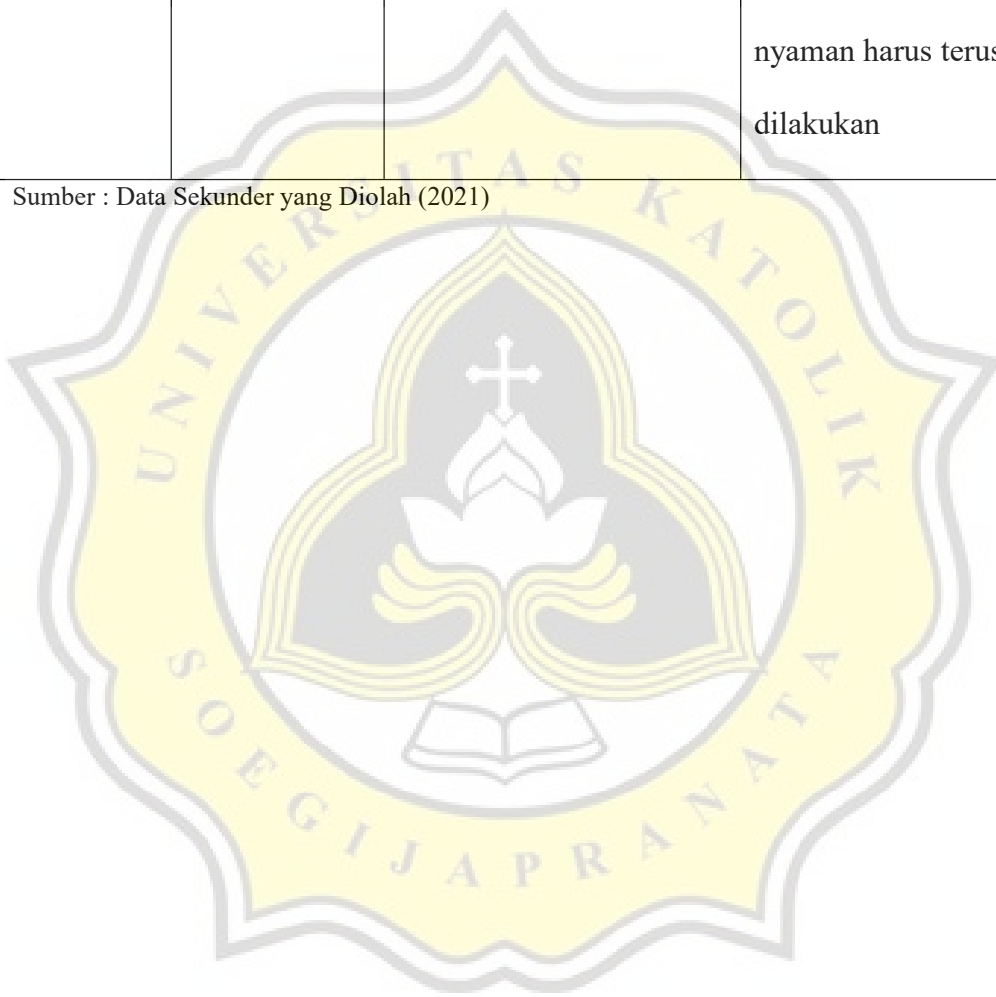 nyaman harus terus
dilakukan
Sumber : Data Sekunder yang Diolah (2021)
UNIVERSITAS KATOLIK
SOEGIJAPRANATA